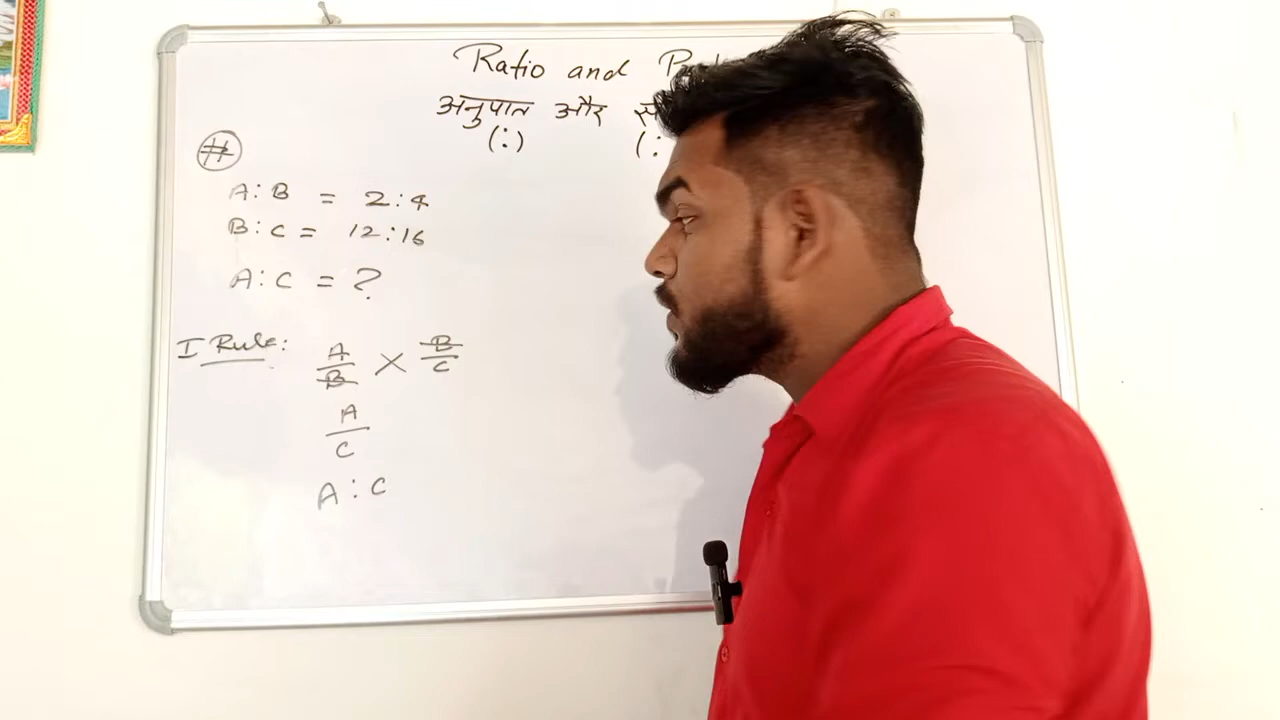 Ratio and
अनुपात और
(:) (:
#
A:B = 2:4
B:C = 12:16
A:C = ?
I Rule:
A/B × B/C
A/C
A:C